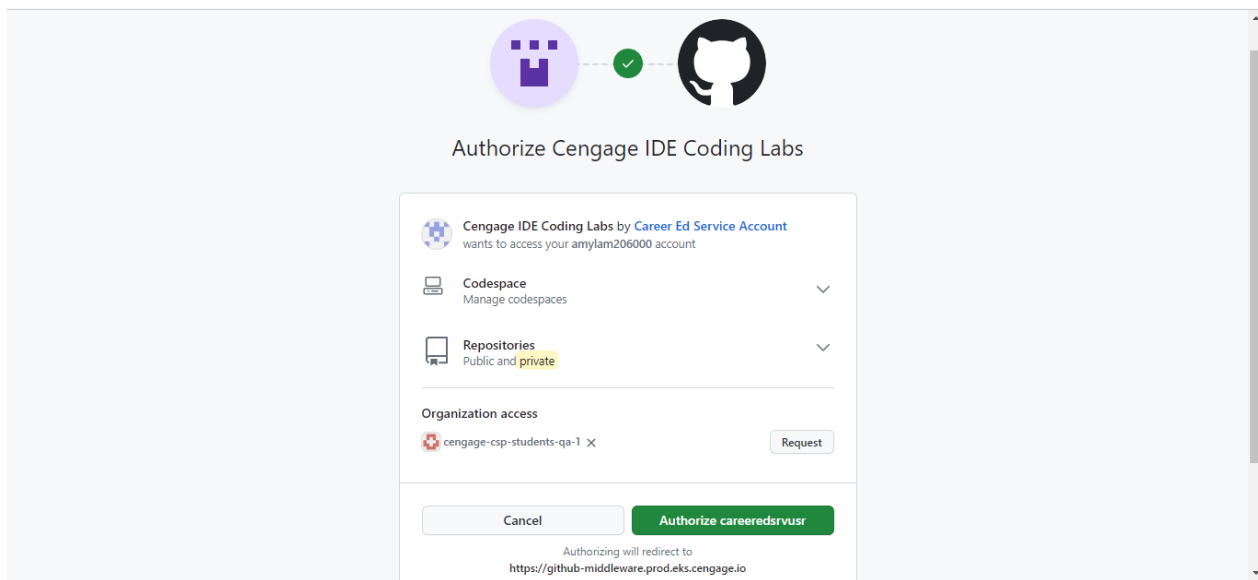 Authorize Cengage IDE Coding Labs
Cengage IDE Coding Labs by Career Ed Service Account
wants to access your amylam206000 account
Codespace
Manage codespaces
Repositories
Public and private
Organization access
cengage-csp-students-qa-1
Request
Cancel
Authorize careeredsrvusr
Authorizing will redirect to
https://github-middleware.prod.eks.cengage.io